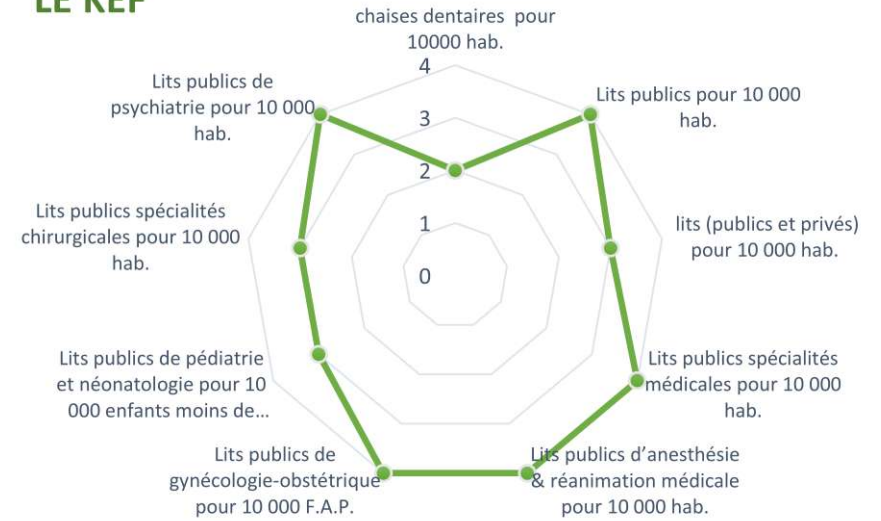 LE KEF
chaises dentaires pour
10000 hab.
4
3
2
1
0
Lits publics pour 10 000
hab.
lits (publics et privés)
pour 10 000 hab.
Lits publics spécialités
médicales pour 10 000
hab.
Lits publics d’anesthésie
& réanimation médicale
pour 10 000 hab.
Lits publics de
gynécologie-obstétrique
pour 10 000 F.A.P.
Lits publics de pédiatrie
et néonatologie pour 10
000 enfants moins de...
Lits publics spécialités
chirurgicales pour 10 000
hab.
Lits publics de
psychiatrie pour 10 000
hab.